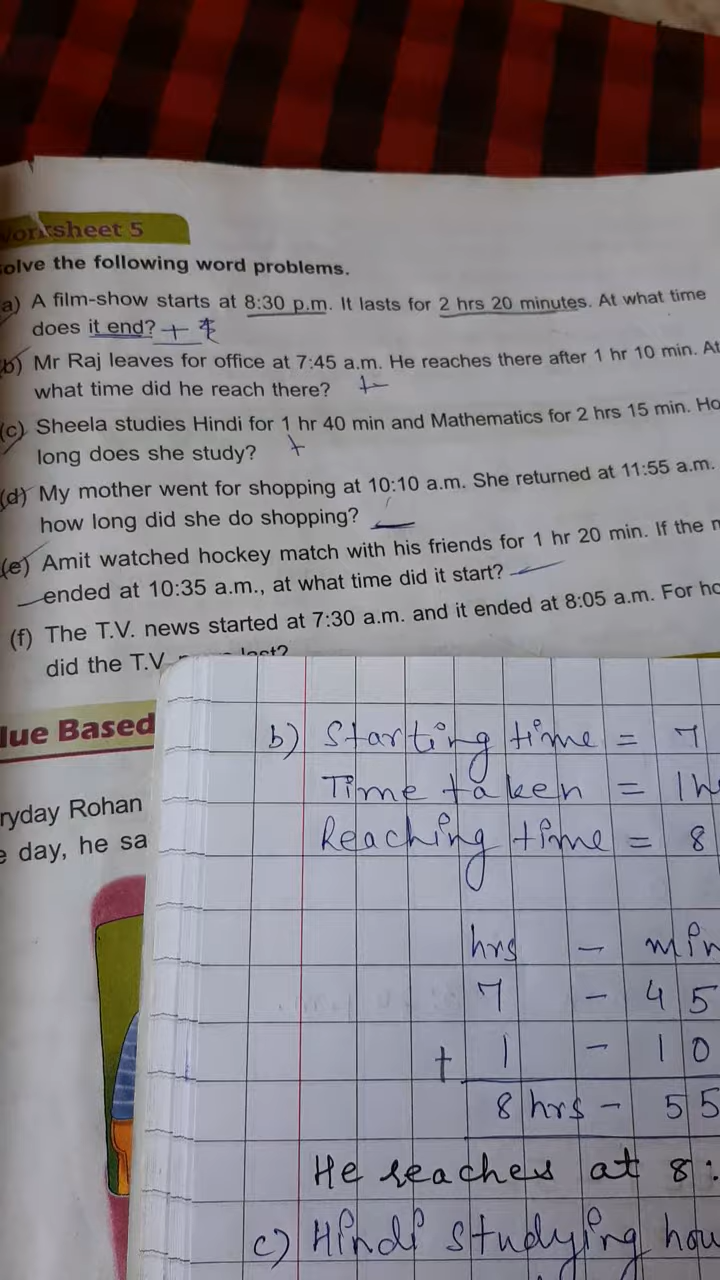 Worksheet 5
olve the following word problems.
a) A film-show starts at 8:30 p.m. It lasts for 2 hrs 20 minutes. At what time
does it end? +
b) Mr Raj leaves for office at 7:45 a.m. He reaches there after 1 hr 10 min. At
what time did he reach there? +
(c) Sheela studies Hindi for 1 hr 40 min and Mathematics for 2 hrs 15 min. Ho
long does she study? +
(d) My mother went for shopping at 10:10 a.m. She returned at 11:55 a.m.
how long did she do shopping? —
(e) Amit watched hockey match with his friends for 1 hr 20 min. If the m
ended at 10:35 a.m., at what time did it start? —
(f) The T.V. news started at 7:30 a.m. and it ended at 8:05 a.m. For ho
did the T.V. last?
lue Based
ryday Rohan
e day, he sa
b) Starting time = 7
Time taken = 1h
Reaching time = 8
hrs - min
7 - 45
+ 1 - 10
8 hrs - 55
He reaches at 8:
c) Hindi studying hou